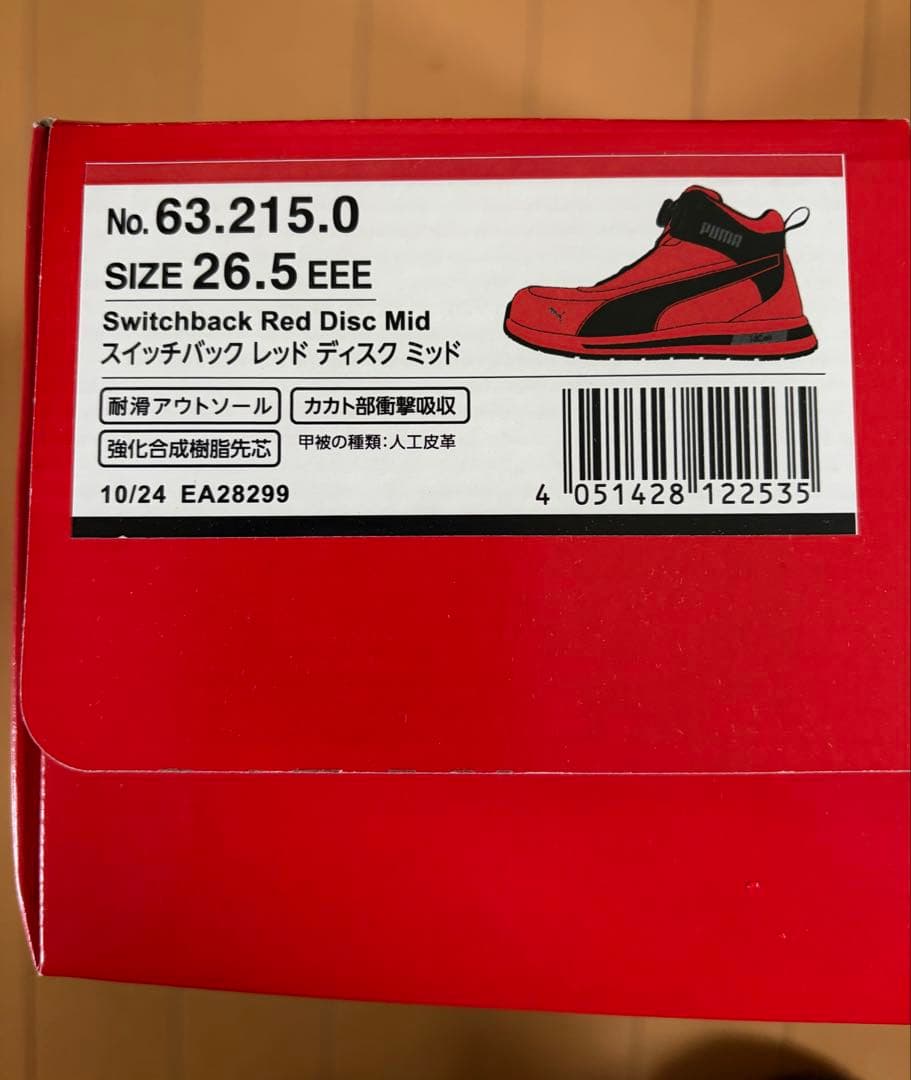 No. 63.215.0
SIZE 26.5 EEE
Switchback Red Disc Mid
スイッチバック レッド ディスク ミッド
耐滑アウトソール カカト部衝撃吸収
強化合成樹脂先芯 甲被の種類:人工皮革
10/24 EA28299
PUMA
4 051428 122535